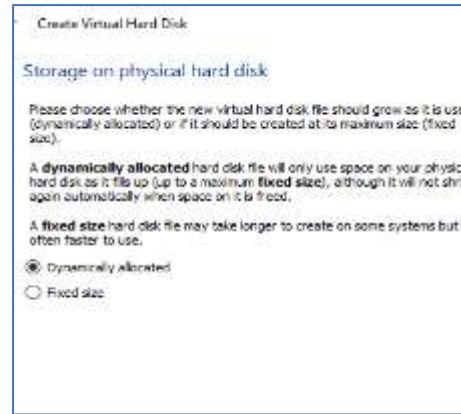 Create Virtual Hard Disk
Storage on physical hard disk
Please choose whether the new virtual hard disk file should grow as it is use
(dynamically allocated) or if it should be created at its maximum size (fixed
size).
A dynamically allocated hard disk file will only use space on your physic
hard disk as it fills up (up to a maximum fixed size), although it will not shri
again automatically when space on it is freed.
A fixed size hard disk file may take longer to create on some systems but
often faster to use.
Dynamically allocated
Fixed size